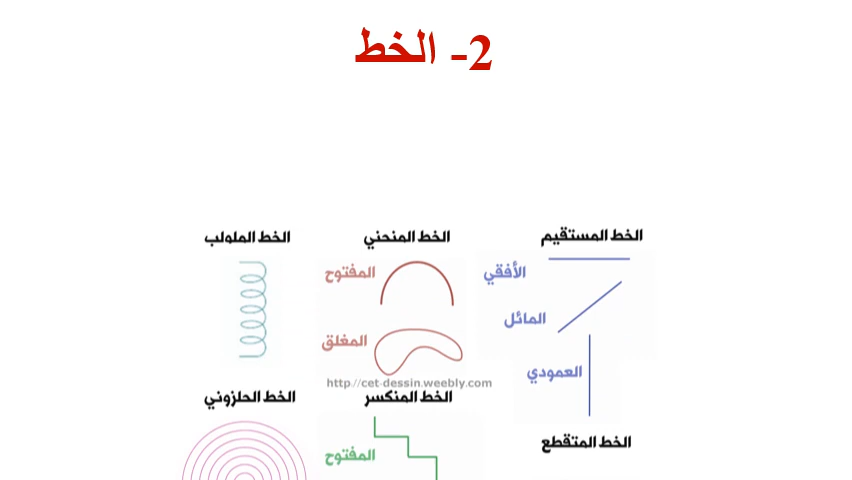 2- الخط
الخط المستقيم
الخط المنحني
الخط الملولب
الأفقي
المفتوح
المائل
المغلق
العمودي
http://cet-dessin.weebly.com
الخط المنكسر
الخط الحلزوني
الخط المتقطع
المفتوح